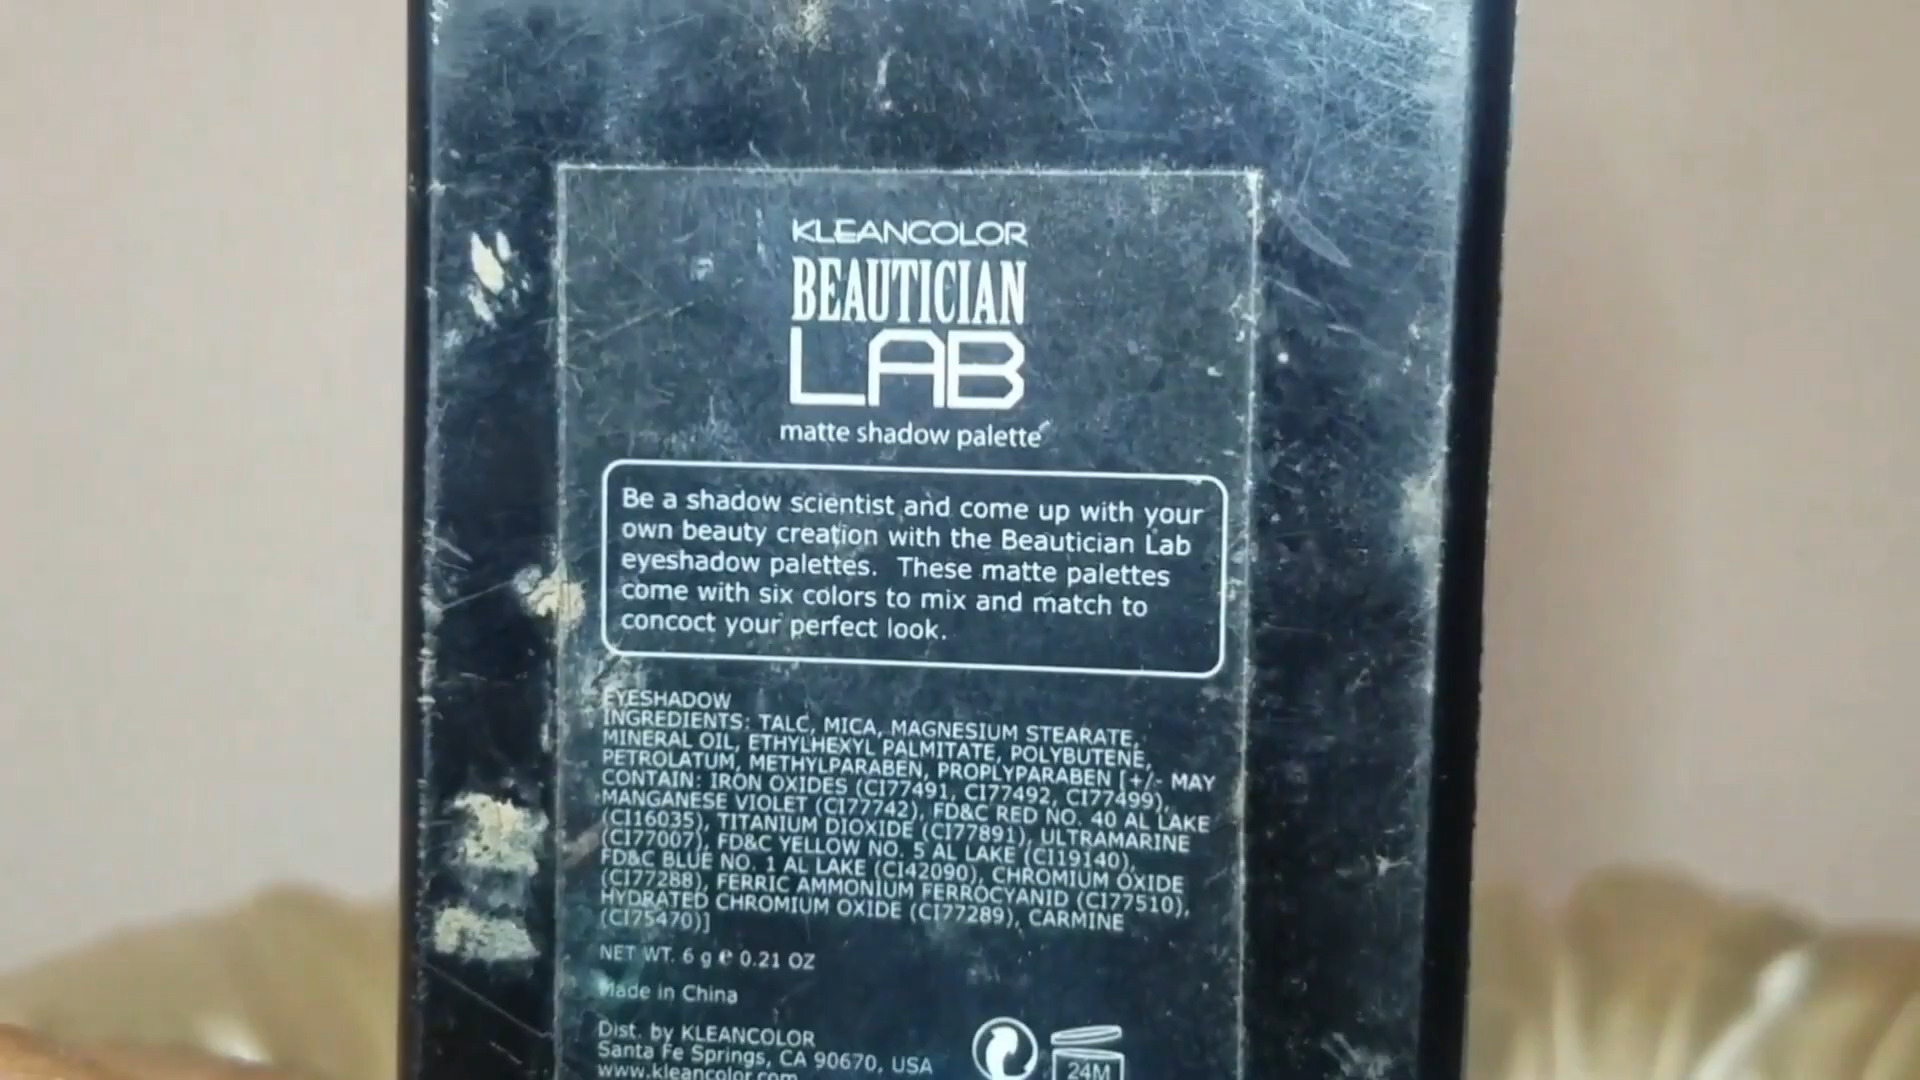 KLEANCOLOR
BEAUTICIAN
LAB
matte shadow palette
Be a shadow scientist and come up with your
own beauty creation with the Beautician Lab
eyeshadow palettes. These matte palettes
come with six colors to mix and match to
concoct your perfect look.
EYESHADOW
INGREDIENTS: TALC, MICA, MAGNESIUM STEARATE,
MINERAL OIL, ETHYLHEXYL PALMITATE, POLYBUTENE,
PETROLATUM, METHYLPARABEN, PROPLYPARABEN [+/- MAY
CONTAIN: IRON OXIDES (CI77491, CI77492, CI77499),
MANGANESE VIOLET (CI77742), FD&C RED NO. 40 AL LAKE
(CI16035), TITANIUM DIOXIDE (CI77891), ULTRAMARINE
(CI77007), FD&C YELLOW NO. 5 AL LAKE (CI19140),
FD&C BLUE NO. 1 AL LAKE (CI42090), CHROMIUM OXIDE
(CI77288), FERRIC AMMONIUM FERROCYANID (CI77510),
HYDRATED CHROMIUM OXIDE (CI77289), CARMINE
(CI75470)]
NET WT. 6 g e 0.21 OZ
Made in China
Dist. by KLEANCOLOR
Santa Fe Springs, CA 90670, USA
www.kleancolor.com
24M